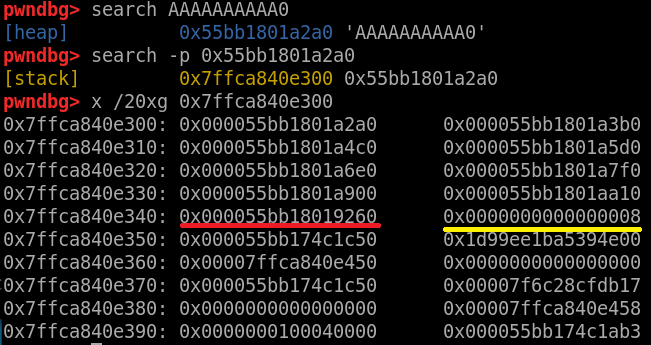 pwndbg> search AAAAAAAAAA0
[heap] 0x55bb1801a2a0 'AAAAAAAAAA0'
pwndbg> search -p 0x55bb1801a2a0
[stack] 0x7ffca840e300 0x55bb1801a2a0
pwndbg> x /20xg 0x7ffca840e300
0x7ffca840e300: 0x000055bb1801a2a0 0x000055bb1801a3b0
0x7ffca840e310: 0x000055bb1801a4c0 0x000055bb1801a5d0
0x7ffca840e320: 0x000055bb1801a6e0 0x000055bb1801a7f0
0x7ffca840e330: 0x000055bb1801a900 0x000055bb1801aa10
0x7ffca840e340: 0x000055bb18019260 0x0000000000000008
0x7ffca840e350: 0x000055bb174c1c50 0x1d99ee1ba5394e00
0x7ffca840e360: 0x00007ffca840e450 0x0000000000000000
0x7ffca840e370: 0x000055bb174c1c50 0x00007f6c28cfdb17
0x7ffca840e380: 0x0000000000000000 0x00007ffca840e458
0x7ffca840e390: 0x0000000100040000 0x000055bb174c1ab3